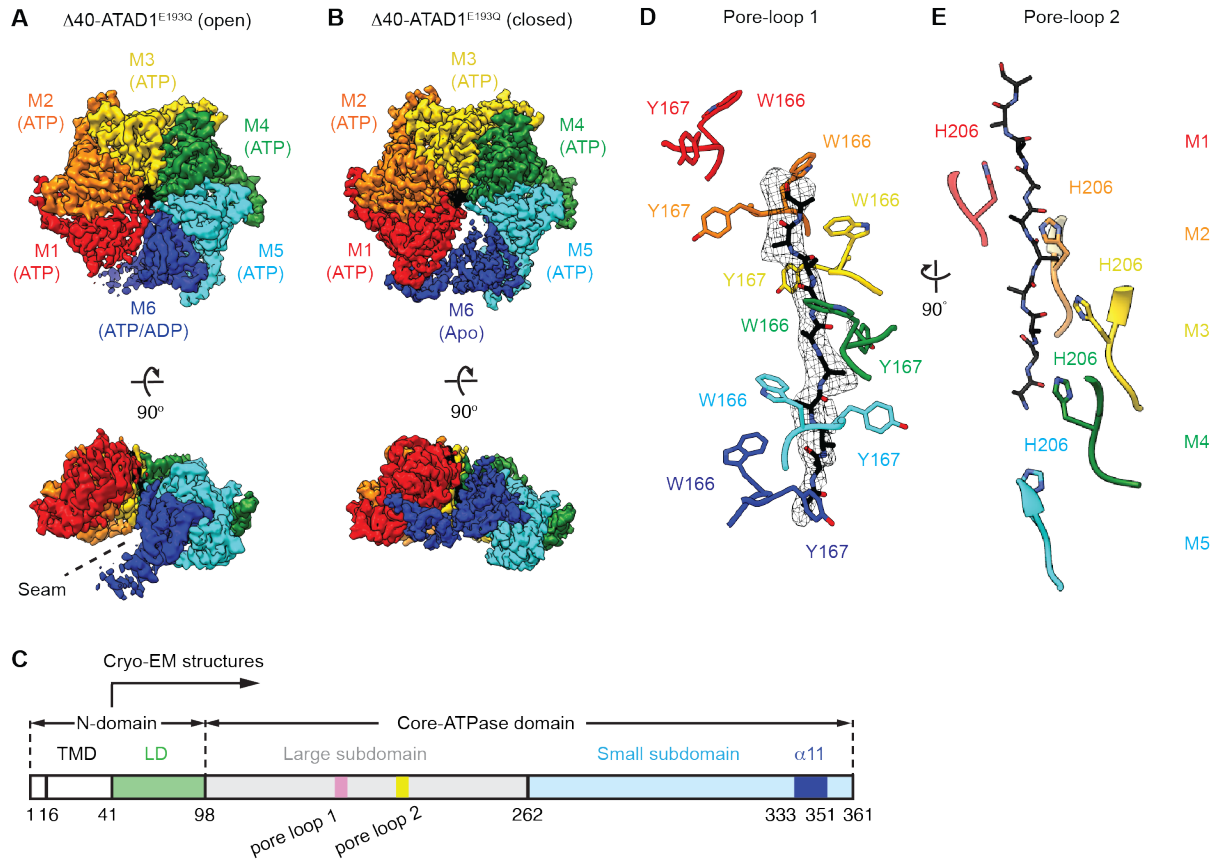 A
Δ40-ATAD1E193Q (open)
M3
(ATP)
M2
(ATP)
M4
(ATP)
M1
(ATP)
M5
(ATP)
M6
(ATP/ADP)
90°
Seam
B
Δ40-ATAD1E193Q (closed)
M3
(ATP)
M2
(ATP)
M4
(ATP)
M1
(ATP)
M5
(ATP)
M6
(Apo)
90°
D
Pore-loop 1
Y167
W166
W166
Y167
W166
Y167
W166
Y167
W166
Y167
W166
Y167
90°
E
Pore-loop 2
H206
H206
H206
H206
H206
M1
M2
M3
M4
M5
C
Cryo-EM structures
N-domain
Core-ATPase domain
TMD
LD
Large subdomain
Small subdomain
α11
1 16 41 98 262 333 351 361
pore loop 1
pore loop 2